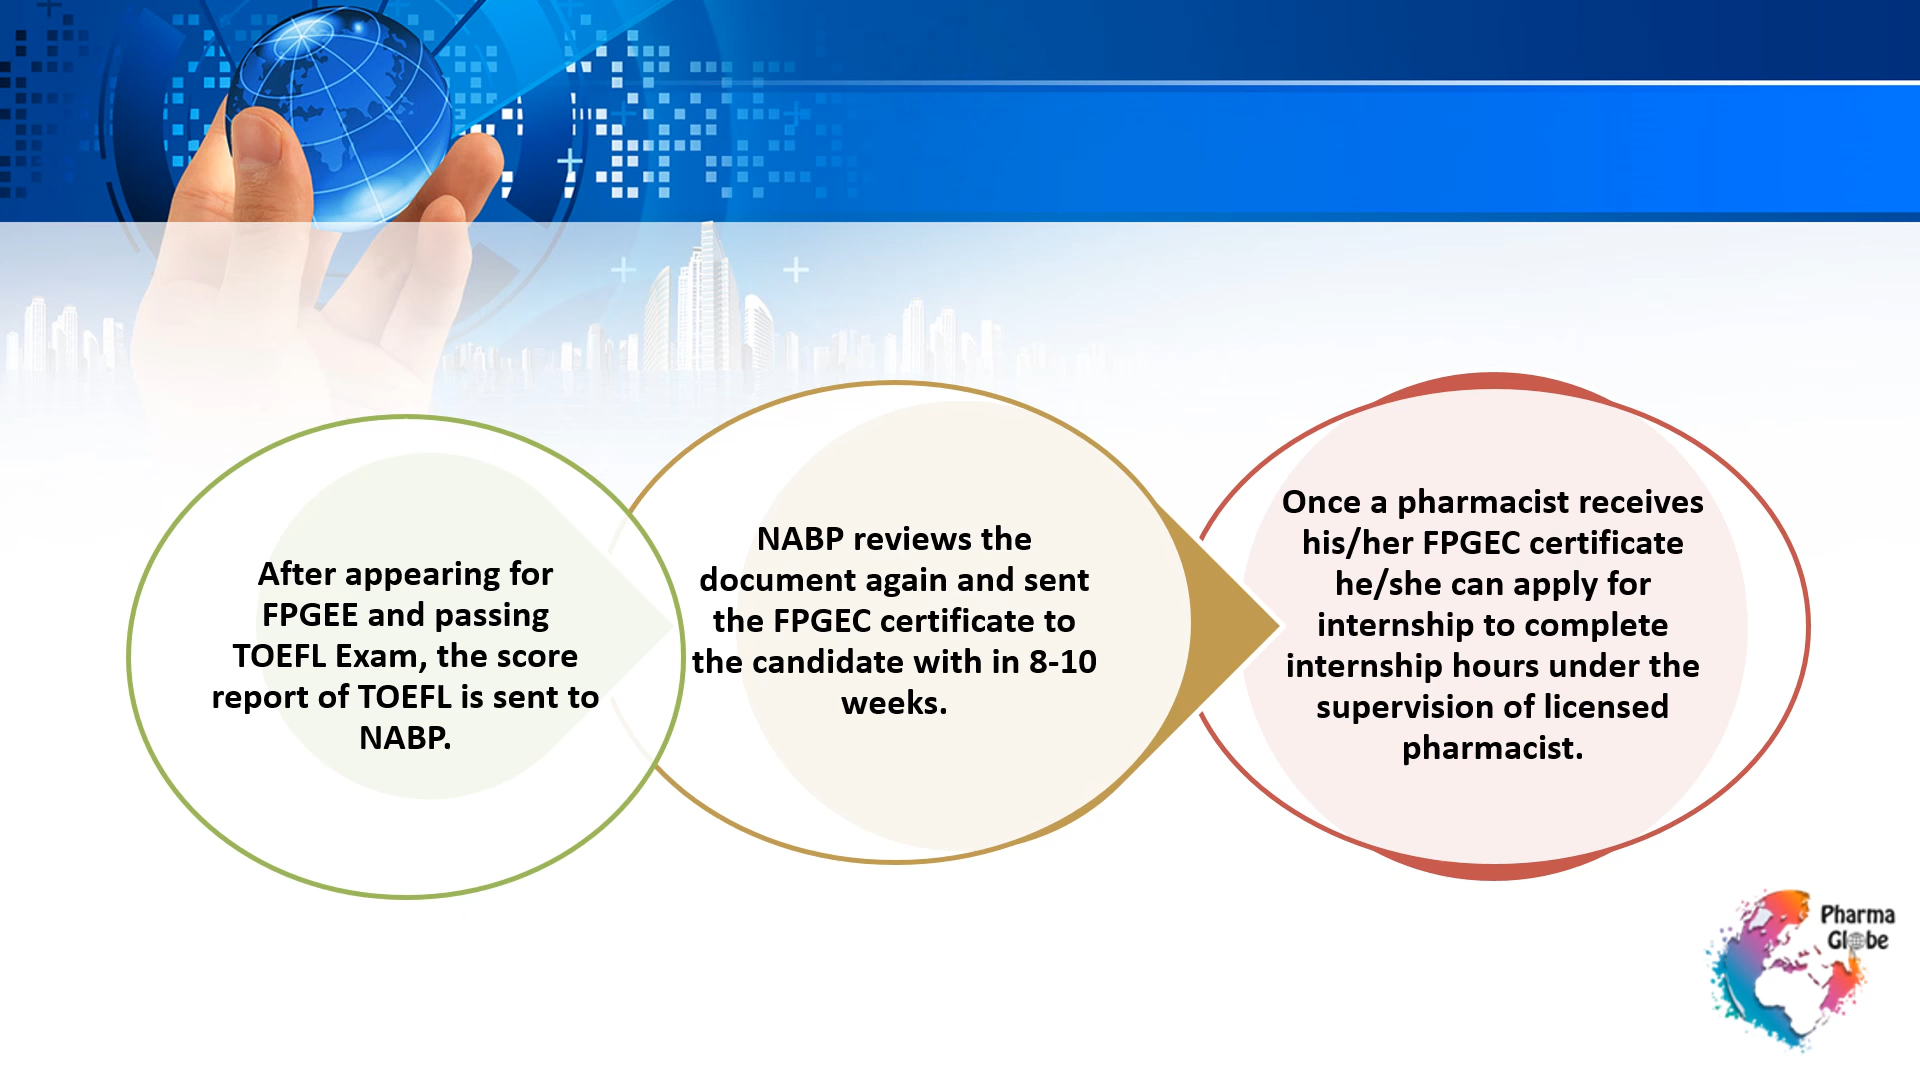 After appearing for
FPGEE and passing
TOEFL Exam, the score
report of TOEFL is sent to
NABP.
NABP reviews the
document again and sent
the FPGEC certificate to
the candidate with in 8-10
weeks.
Once a pharmacist receives
his/her FPGEC certificate
he/she can apply for
internship to complete
internship hours under the
supervision of licensed
pharmacist.
Pharma
Globe